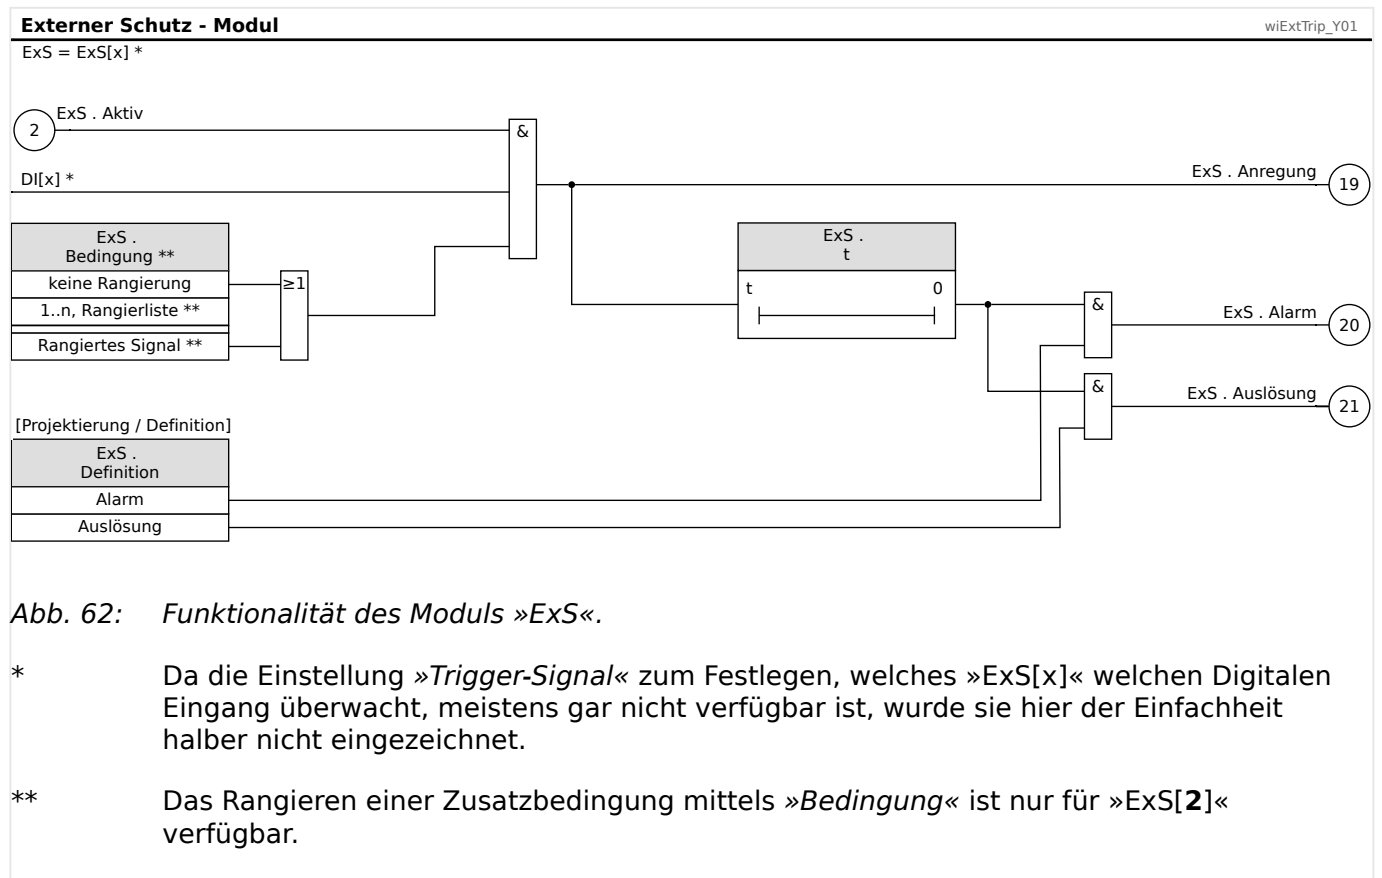 Externer Schutz - Modul
wiExtTrip_Y01
ExS = ExS[x] *
2
ExS . Aktiv
&
DI[x] *
ExS . Anregung
19
ExS .
Bedingung **
keine Rangierung
1..n, Rangierliste **
Rangiertes Signal **
≥1
ExS .
t
t 0
&
ExS . Alarm
20
&
ExS . Auslösung
21
[Projektierung / Definition]
ExS .
Definition
Alarm
Auslösung
Abb. 62: Funktionalität des Moduls »ExS«.
* Da die Einstellung »Trigger-Signal« zum Festlegen, welches »ExS[x]« welchen Digitalen
Eingang überwacht, meistens gar nicht verfügbar ist, wurde sie hier der Einfachheit
halber nicht eingezeichnet.
** Das Rangieren einer Zusatzbedingung mittels »Bedingung« ist nur für »ExS[2]«
verfügbar.